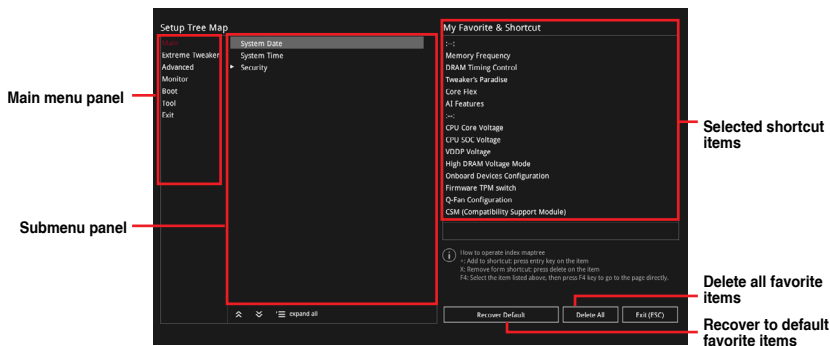 Setup Tree Map
Main
Extreme Tweaker
Advanced
Monitor
Boot
Tool
Exit
System Date
System Time
Security
expand all
My Favorite & Shortcut
:--:
Memory Frequency
DRAM Timing Control
Tweaker's Paradise
Core Flex
AI Features
:--:
CPU Core Voltage
CPU SOC Voltage
VDDP Voltage
High DRAM Voltage Mode
Onboard Devices Configuration
Firmware TPM switch
Q-Fan Configuration
CSM (Compatibility Support Module)
How to operate index maptree
+: Add to shortcut: press entry key on the item
X: Remove form shortcut: press delete on the item
F4: Select the item listed above, then press F4 key to go to the page directly.
Recover Default
Delete All
Exit (ESC)
Main menu panel
Submenu panel
Selected shortcut
items
Delete all favorite
items
Recover to default
favorite items